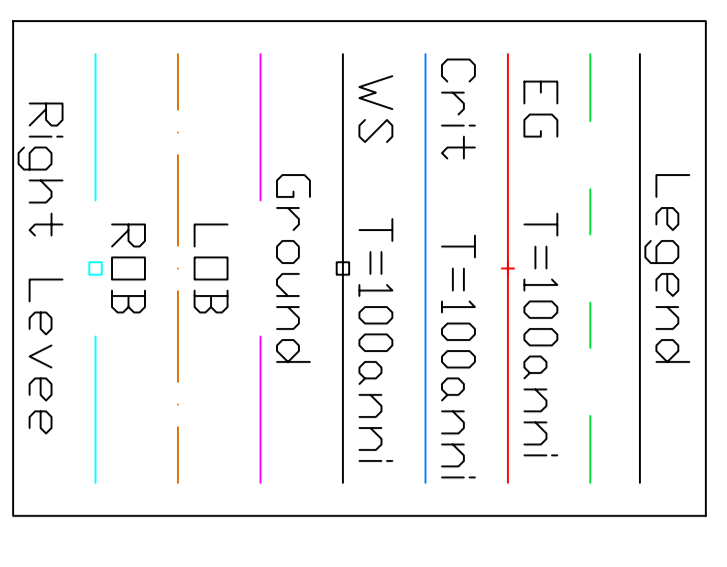 Legend
EG T=100anni
Crit T=100anni
WS T=100anni
Ground
LOB
ROB
Right Levee